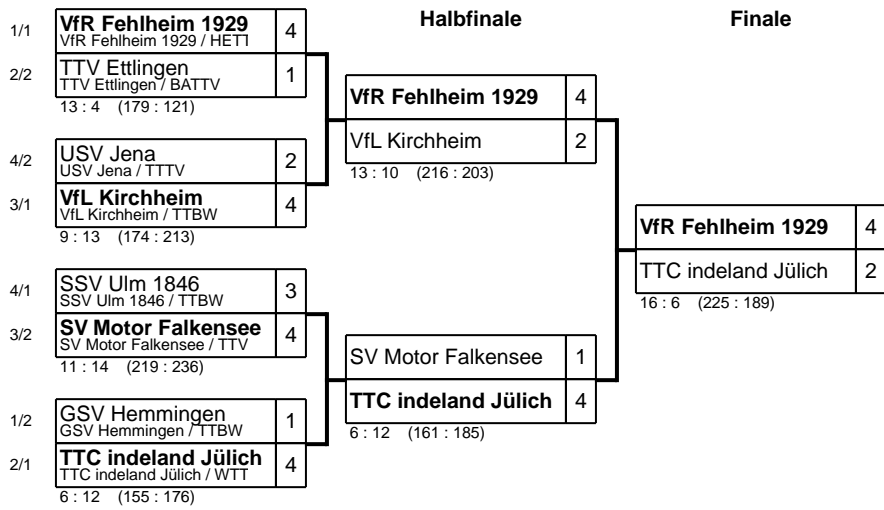 Halbfinale
Finale
1/1 VfR Fehlheim 1929 4
VfR Fehlheim 1929 / HETT
2/2 TTV Ettlingen 1
TTV Ettlingen / BATTV
13 : 4 (179 : 121)
4/2 USV Jena 2
USV Jena / TTTV
3/1 VfL Kirchheim 4
VfL Kirchheim / TTBW
9 : 13 (174 : 213)
4/1 SSV Ulm 1846 3
SSV Ulm 1846 / TTBW
3/2 SV Motor Falkensee 4
SV Motor Falkensee / TTV
11 : 14 (219 : 236)
1/2 GSV Hemmingen 1
GSV Hemmingen / TTBW
2/1 TTC indeland Jülich 4
TTC indeland Jülich / WTT
6 : 12 (155 : 176)
VfR Fehlheim 1929 4
VfL Kirchheim 2
13 : 10 (216 : 203)
SV Motor Falkensee 1
TTC indeland Jülich 4
6 : 12 (161 : 185)
VfR Fehlheim 1929 4
TTC indeland Jülich 2
16 : 6 (225 : 189)